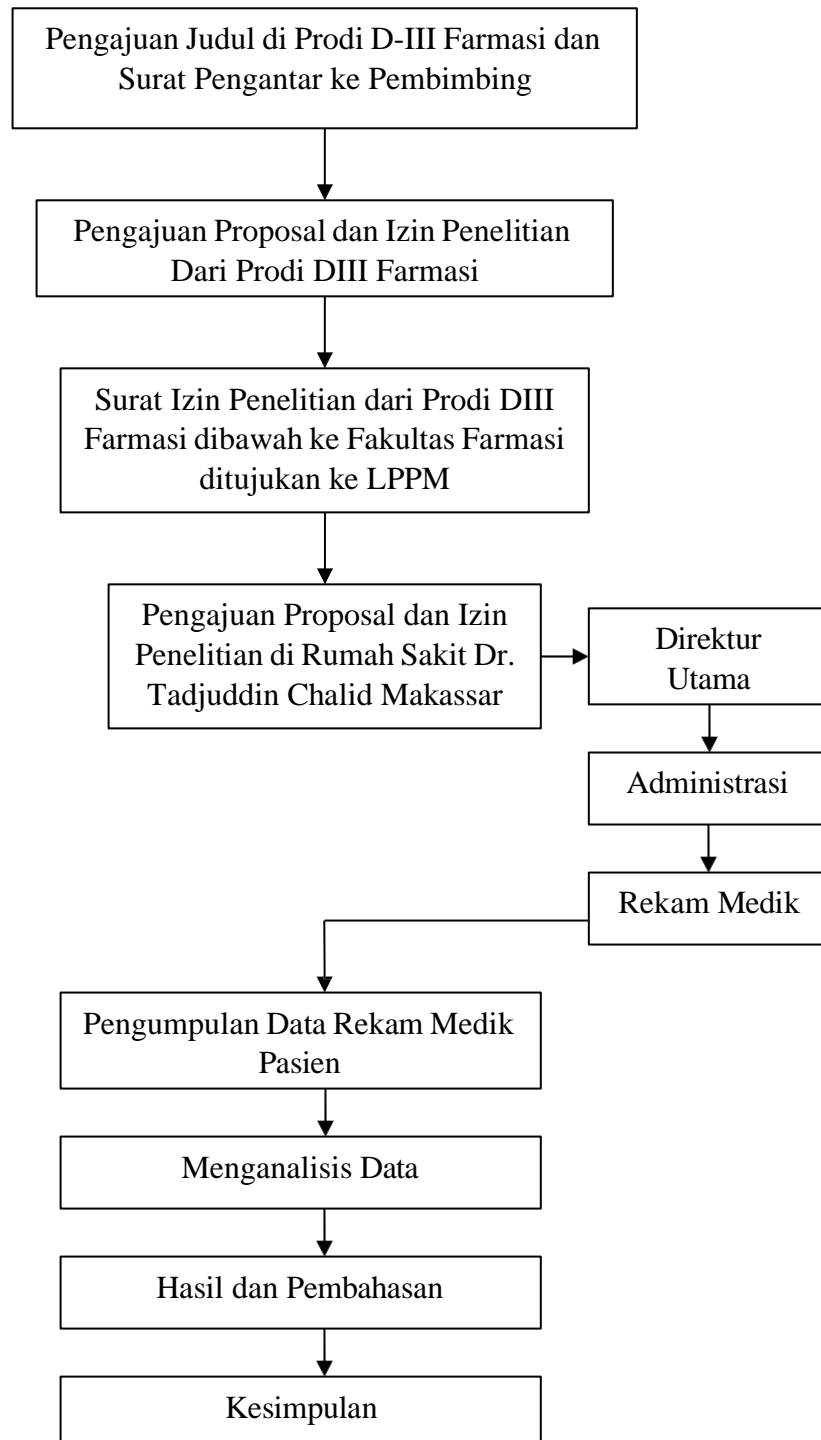 Pengajuan Judul di Prodi D-III Farmasi dan
Surat Pengantar ke Pembimbing
Pengajuan Proposal dan Izin Penelitian
Dari Prodi DIII Farmasi
Surat Izin Penelitian dari Prodi DIII
Farmasi dibawah ke Fakultas Farmasi
ditujukan ke LPPM
Pengajuan Proposal dan Izin
Penelitian di Rumah Sakit Dr.
Tadjuddin Chalid Makassar
Direktur
Utama
Administrasi
Rekam Medik
Pengumpulan Data Rekam Medik
Pasien
Menganalisis Data
Hasil dan Pembahasan
Kesimpulan